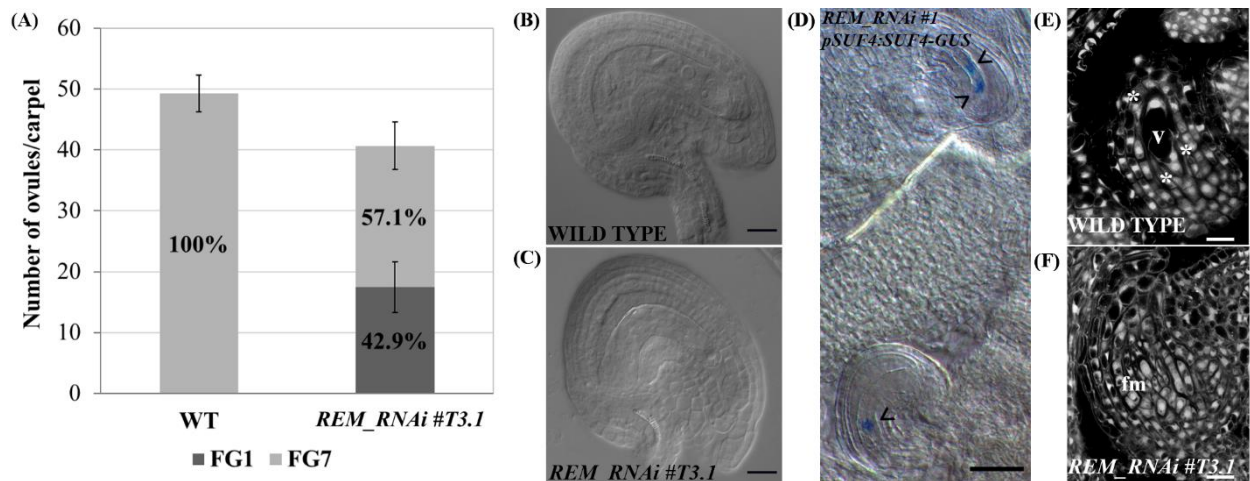 (A)
60
50
40
30
20
10
0
Number of ovules/carpel
100%
57.1%
42.9%
WT
REM_RNAi #T3.1
FG1
FG7
(B)
WILD TYPE
(C)
REM_RNAi #T3.1
(D)
REM_RNAi #1
pSUF4:SUF4-GUS
(E)
*
v
*
*
WILD TYPE
(F)
fm
REM_RNAi #T3.1